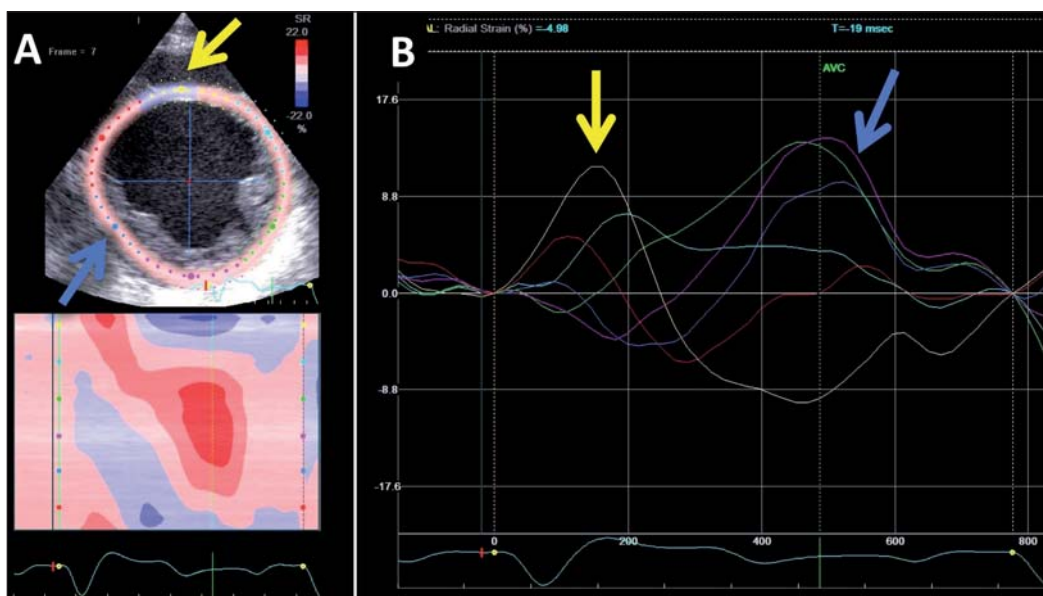 A
Frame = 7
SR
22.0
-22.0
%
B
L: Radial Strain (%) =-4.98
T=-19 msec
AVC
17.6
8.8
0.0
-8.8
-17.6
0
200
400
600
800